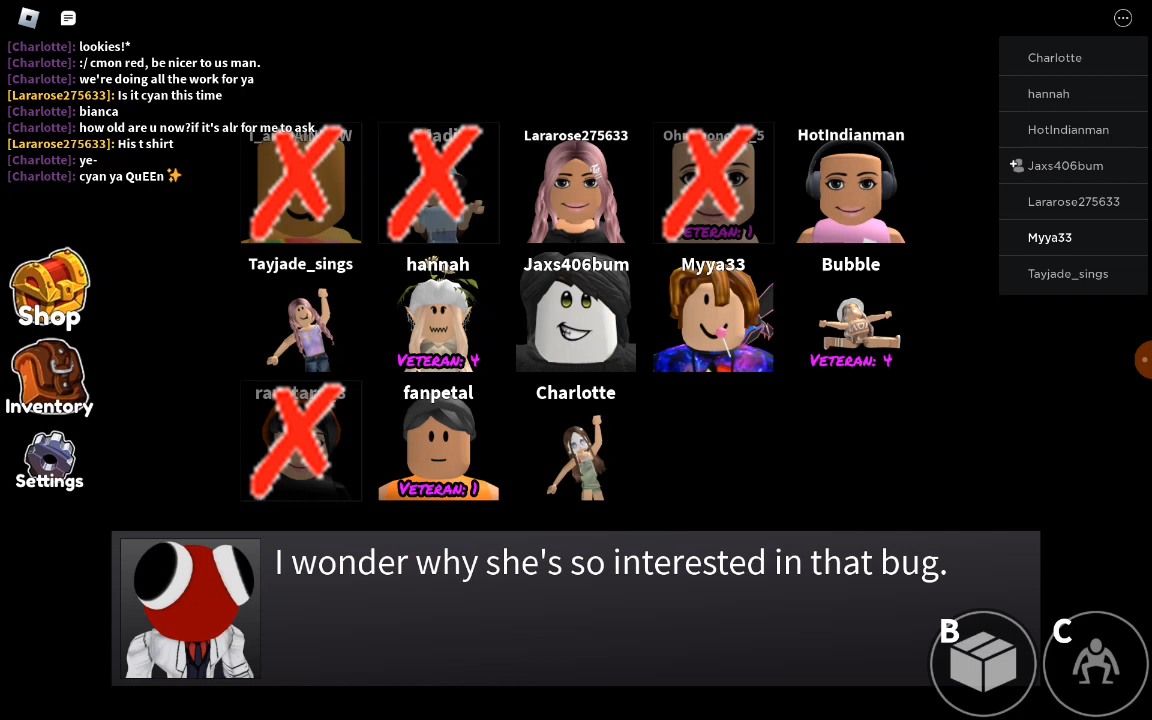 [Charlotte]: lookies!*
[Charlotte]: :/ cmon red, be nicer to us man.
[Charlotte]: we're doing all the work for ya
[Lararose275633]: Is it cyan this time
[Charlotte]: bianca
[Charlotte]: how old are u now?if it's alr for me to ask
[Lararose275633]: His t shirt
[Charlotte]: ye-
[Charlotte]: cyan ya QuEEn ✨
Charlotte
hannah
HotIndianman
Jaxs406bum
Lararose275633
Myya33
Tayjade_sings
Lararose275633
HotIndianman
VETERAN: 1
Tayjade_sings
hannah
Jaxs406bum
Myya33
Bubble
VETERAN: 4
VETERAN: 4
fanpetal
Charlotte
VETERAN: 1
Shop
Inventory
Settings
I wonder why she's so interested in that bug.
B
C